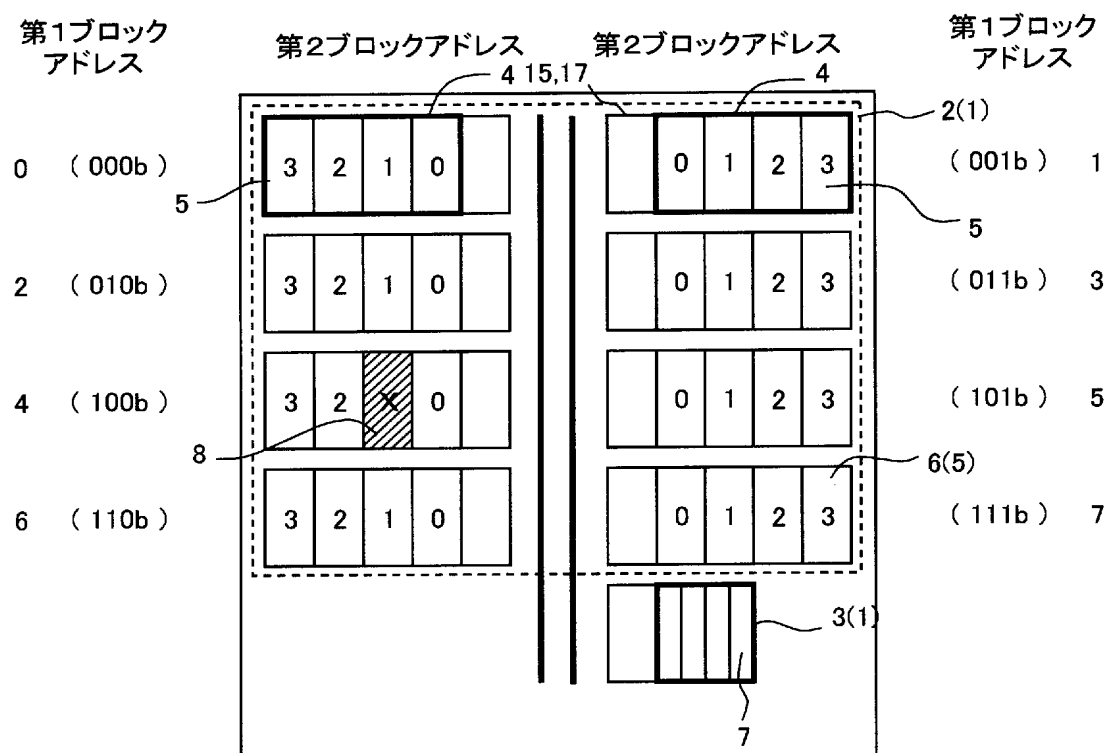 第1ブロック
アドレス
第2ブロックアドレス
第2ブロックアドレス
第1ブロック
アドレス
4 15,17
4
2(1)
0 (000b)
3 2 1 0
0 1 2 3
(001b) 1
5
5
2 (010b)
3 2 1 0
0 1 2 3
(011b) 3
4 (100b)
3 2 X 0
0 1 2 3
(101b) 5
8
6(5)
6 (110b)
3 2 1 0
0 1 2 3
(111b) 7
3(1)
7